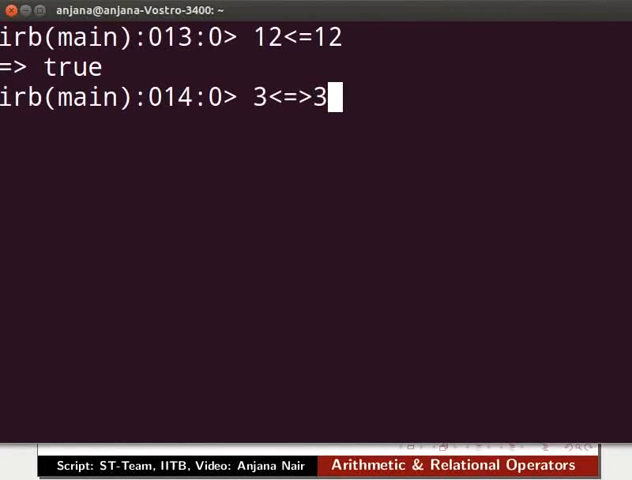 anjana@anjana-Vostro-3400: ~
irb(main):013:0> 12<=12
=> true
irb(main):014:0> 3<=>3
Script: ST-Team, IITB, Video: Anjana Nair
Arithmetic & Relational Operators